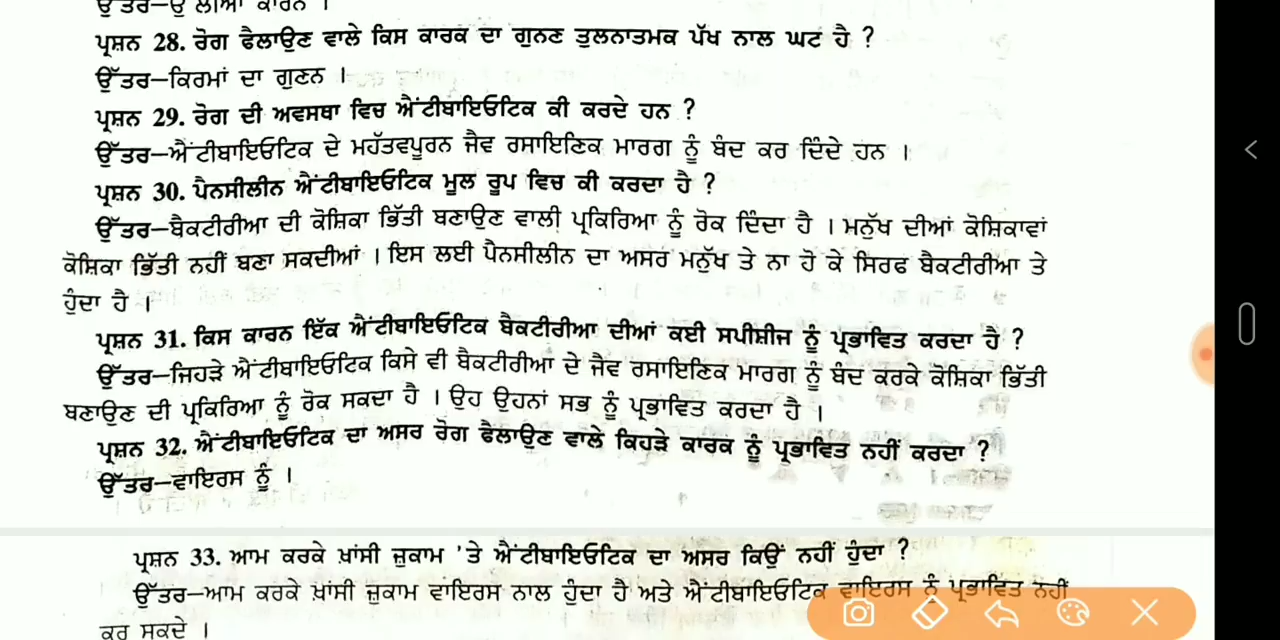 ਉੱਤਰ—ਉੱਲੀਆਂ ਕਾਰਨ ।
ਪ੍ਰਸ਼ਨ 28. ਰੋਗ ਫੈਲਾਉਣ ਵਾਲੇ ਕਿਸ ਕਾਰਕ ਦਾ ਗੁਨਣ ਤੁਲਨਾਤਮਕ ਪੱਖ ਨਾਲ ਘਟ ਹੈ ?
ਉੱਤਰ—ਕਿਰਮਾਂ ਦਾ ਗੁਣਨ ।
ਪ੍ਰਸ਼ਨ 29. ਰੋਗ ਦੀ ਅਵਸਥਾ ਵਿਚ ਐਂਟੀਬਾਇਓਟਿਕ ਕੀ ਕਰਦੇ ਹਨ ?
ਉੱਤਰ—ਐਂਟੀਬਾਇਓਟਿਕ ਦੇ ਮਹੱਤਵਪੂਰਨ ਜੈਵ ਰਸਾਇਣਿਕ ਮਾਰਗ ਨੂੰ ਬੰਦ ਕਰ ਦਿੰਦੇ ਹਨ ।
ਪ੍ਰਸ਼ਨ 30. ਪੈਨਸੀਲੀਨ ਐਂਟੀਬਾਇਓਟਿਕ ਮੂਲ ਰੂਪ ਵਿਚ ਕੀ ਕਰਦਾ ਹੈ ?
ਉੱਤਰ—ਬੈਕਟੀਰੀਆ ਦੀ ਕੋਸ਼ਿਕਾ ਭਿੱਤੀ ਬਣਾਉਣ ਵਾਲੀ ਪ੍ਰਕਿਰਿਆ ਨੂੰ ਰੋਕ ਦਿੰਦਾ ਹੈ । ਮਨੁੱਖ ਦੀਆਂ ਕੋਸ਼ਿਕਾਵਾਂ
ਕੋਸ਼ਿਕਾ ਭਿੱਤੀ ਨਹੀਂ ਬਣਾ ਸਕਦੀਆਂ । ਇਸ ਲਈ ਪੈਨਸੀਲੀਨ ਦਾ ਅਸਰ ਮਨੁੱਖ ਤੇ ਨਾ ਹੋ ਕੇ ਸਿਰਫ ਬੈਕਟੀਰੀਆ ਤੇ
ਹੁੰਦਾ ਹੈ ।
ਪ੍ਰਸ਼ਨ 31. ਕਿਸ ਕਾਰਨ ਇੱਕ ਐਂਟੀਬਾਇਓਟਿਕ ਬੈਕਟੀਰੀਆ ਦੀਆਂ ਕਈ ਸਪੀਸ਼ੀਜ ਨੂੰ ਪ੍ਰਭਾਵਿਤ ਕਰਦਾ ਹੈ ?
ਉੱਤਰ—ਜਿਹੜੇ ਐਂਟੀਬਾਇਓਟਿਕ ਕਿਸੇ ਵੀ ਬੈਕਟੀਰੀਆ ਦੇ ਜੈਵ ਰਸਾਇਣਿਕ ਮਾਰਗ ਨੂੰ ਬੰਦ ਕਰਕੇ ਕੋਸ਼ਿਕਾ ਭਿੱਤੀ
ਬਣਾਉਣ ਦੀ ਪ੍ਰਕਿਰਿਆ ਨੂੰ ਰੋਕ ਸਕਦਾ ਹੈ । ਉਹ ਉਹਨਾਂ ਸਭ ਨੂੰ ਪ੍ਰਭਾਵਿਤ ਕਰਦਾ ਹੈ ।
ਪ੍ਰਸ਼ਨ 32. ਐਂਟੀਬਾਇਓਟਿਕ ਦਾ ਅਸਰ ਰੋਗ ਫੈਲਾਉਣ ਵਾਲੇ ਕਿਹੜੇ ਕਾਰਕ ਨੂੰ ਪ੍ਰਭਾਵਿਤ ਨਹੀਂ ਕਰਦਾ ?
ਉੱਤਰ—ਵਾਇਰਸ ਨੂੰ ।
ਪ੍ਰਸ਼ਨ 33. ਆਮ ਕਰਕੇ ਖ਼ਾਂਸੀ ਜ਼ੁਕਾਮ 'ਤੇ ਐਂਟੀਬਾਇਓਟਿਕ ਦਾ ਅਸਰ ਕਿਉਂ ਨਹੀਂ ਹੁੰਦਾ ?
ਉੱਤਰ—ਆਮ ਕਰਕੇ ਖ਼ਾਂਸੀ ਜ਼ੁਕਾਮ ਵਾਇਰਸ ਨਾਲ ਹੁੰਦਾ ਹੈ ਅਤੇ ਐਂਟੀਬਾਇਓਟਿਕ ਵਾਇਰਸ ਨੂੰ ਪ੍ਰਭਾਵਿਤ ਨਹੀਂ
ਕਰ ਸਕਦੇ ।